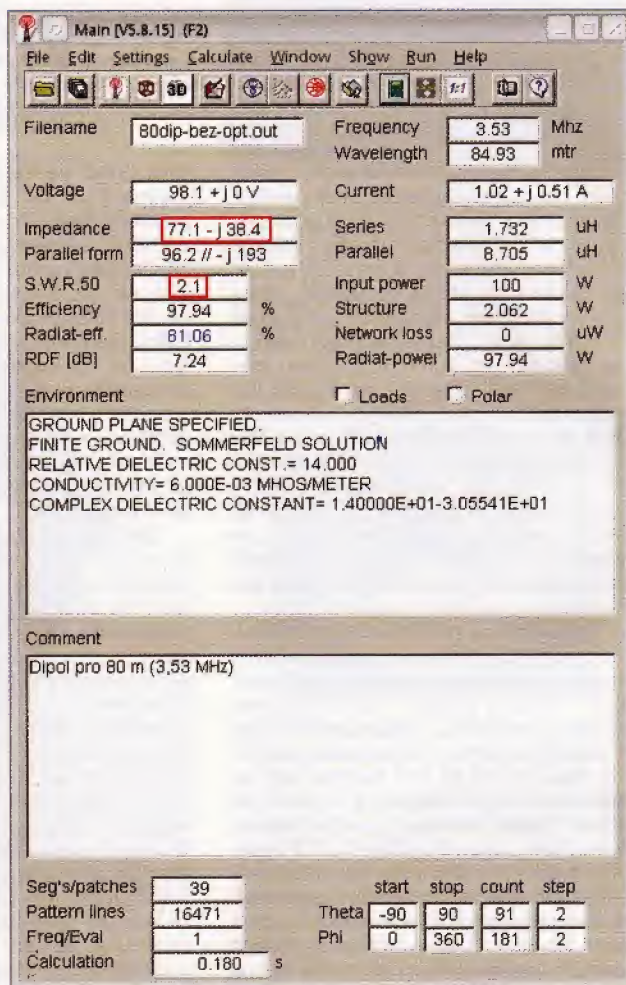 Main [V5.8.15] (F2)
File Edit Settings Calculate Window Show Run Help
3D 1:1
Filename 80dip-bez-opt.out Frequency 3.53 Mhz
Wavelength 84.93 mtr
Voltage 98.1 + j 0 V Current 1.02 + j 0.51 A
Impedance 77.1 - j 38.4 Series 1.732 uH
Parallel form 96.2 // - j 193 Parallel 8.705 uH
S.W.R.50 2.1 Input power 100 W
Efficiency 97.94 % Structure 2.062 W
Radiat-eff. 81.06 % Network loss 0 uW
RDF [dB] 7.24 Radiat-power 97.94 W
Environment Loads Polar
GROUND PLANE SPECIFIED.
FINITE GROUND. SOMMERFELD SOLUTION
RELATIVE DIELECTRIC CONST.= 14.000
CONDUCTIVITY= 6.000E-03 MHOS/METER
COMPLEX DIELECTRIC CONSTANT= 1.40000E+01-3.05541E+01
Comment
Dipol pro 80 m (3,53 MHz)
Seg's/patches 39 start stop count step
Pattern lines 16471 Theta -90 90 91 2
Freq/Eval 1 Phi 0 360 181 2
Calculation 0.180 s